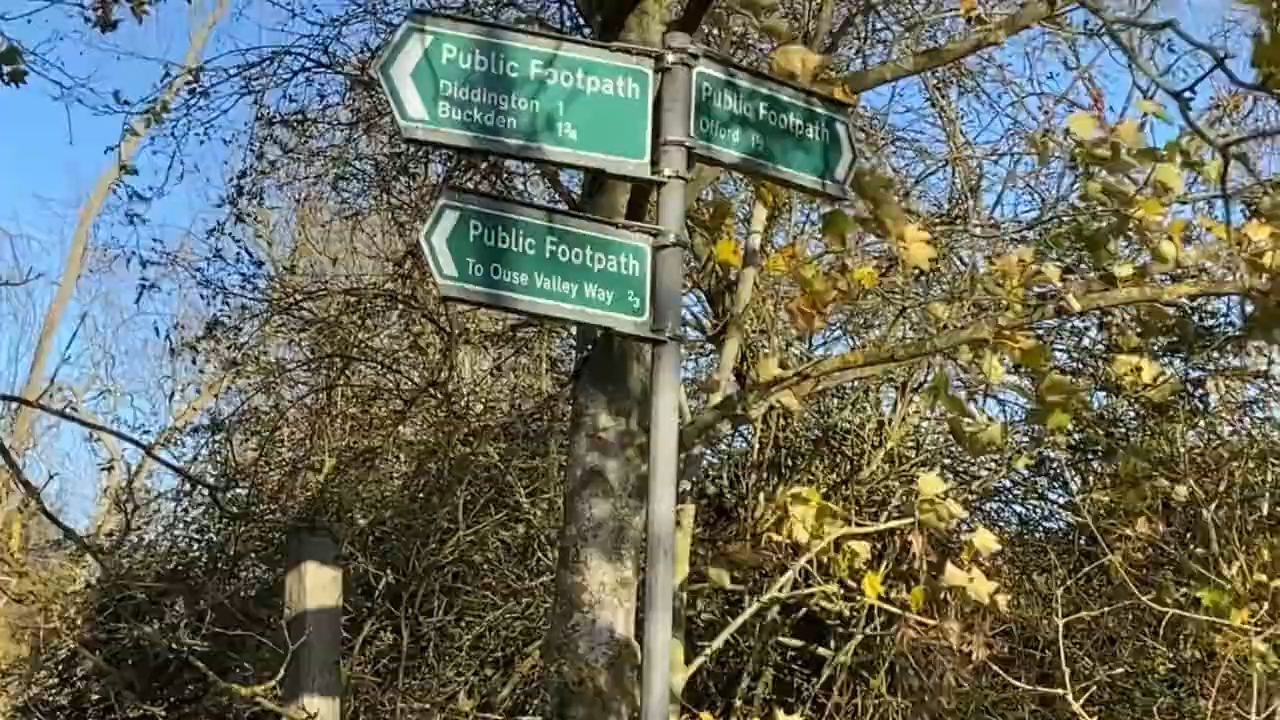 Public Footpath
Diddington 1
Buckden 1¾
Public Footpath
Offord
Public Footpath
To Ouse Valley Way ⅔